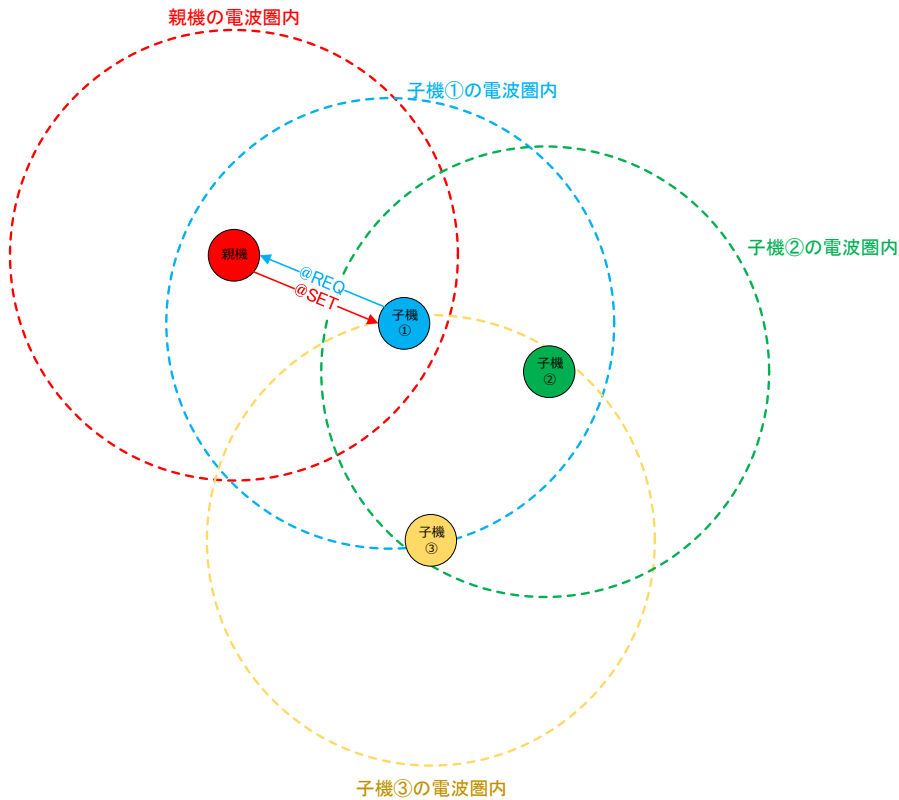 親機の電波圏内
子機①の電波圏内
子機②の電波圏内
親機
@REQ
@SET
子機
①
子機
②
子機
③
子機③の電波圏内